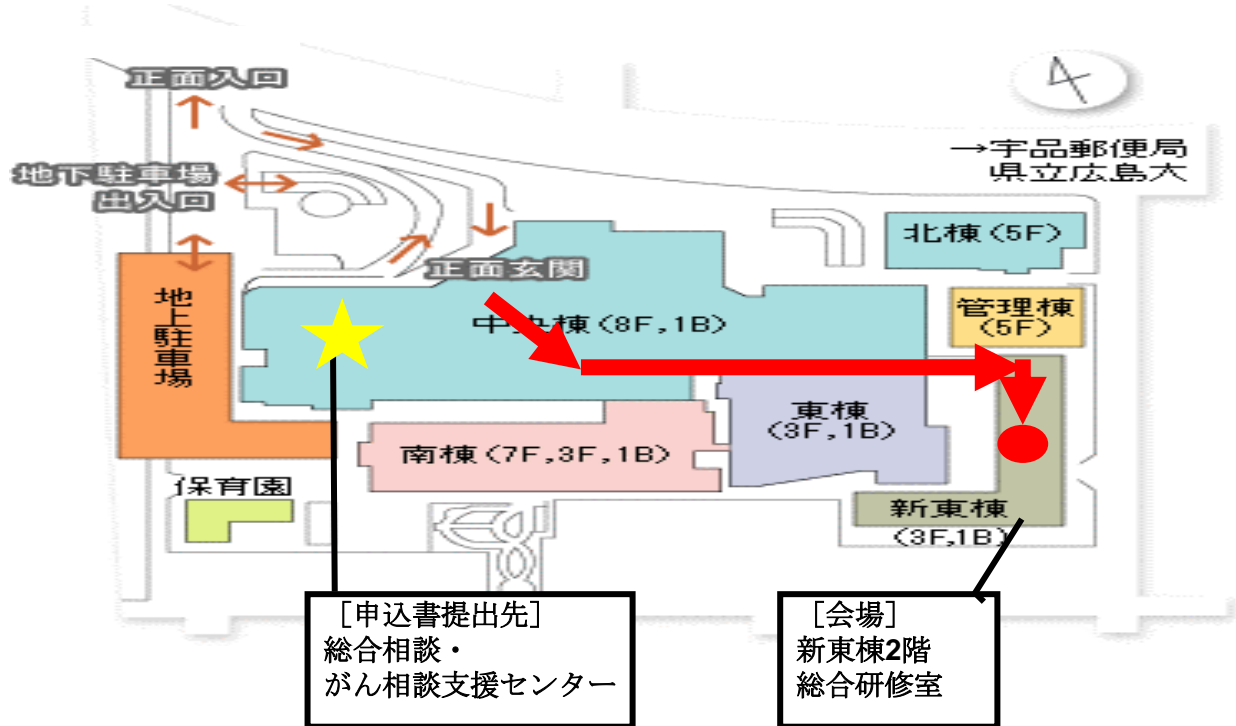 正面入口
地下駐車場
出入口
→宇品郵便局
県立広島大
北棟(5F)
正面玄関
地上駐車場
中央棟(8F,1B)
管理棟
(5F)
東棟
(3F,1B)
南棟(7F,3F,1B)
保育園
新東棟
(3F,1B)
[申込書提出先]
総合相談・
がん相談支援センター
[会場]
新東棟2階
総合研修室